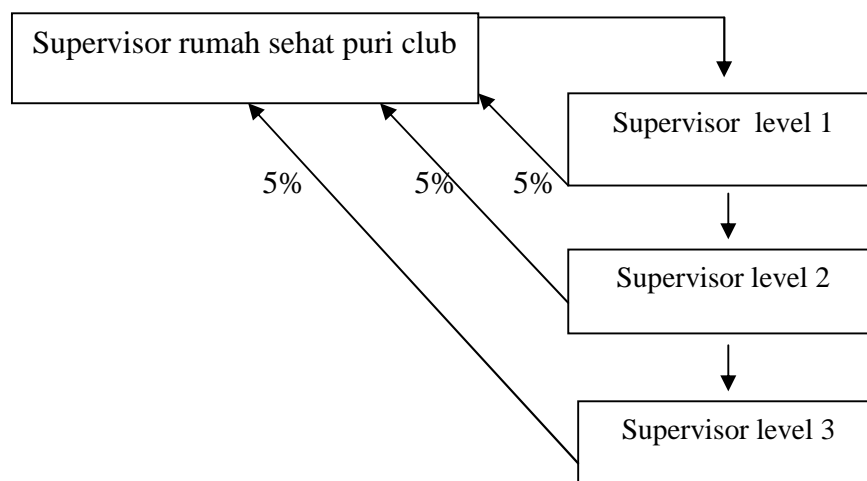 Supervisor rumah sehat puri club
Supervisor level 1
5% 5% 5%
Supervisor level 2
Supervisor level 3